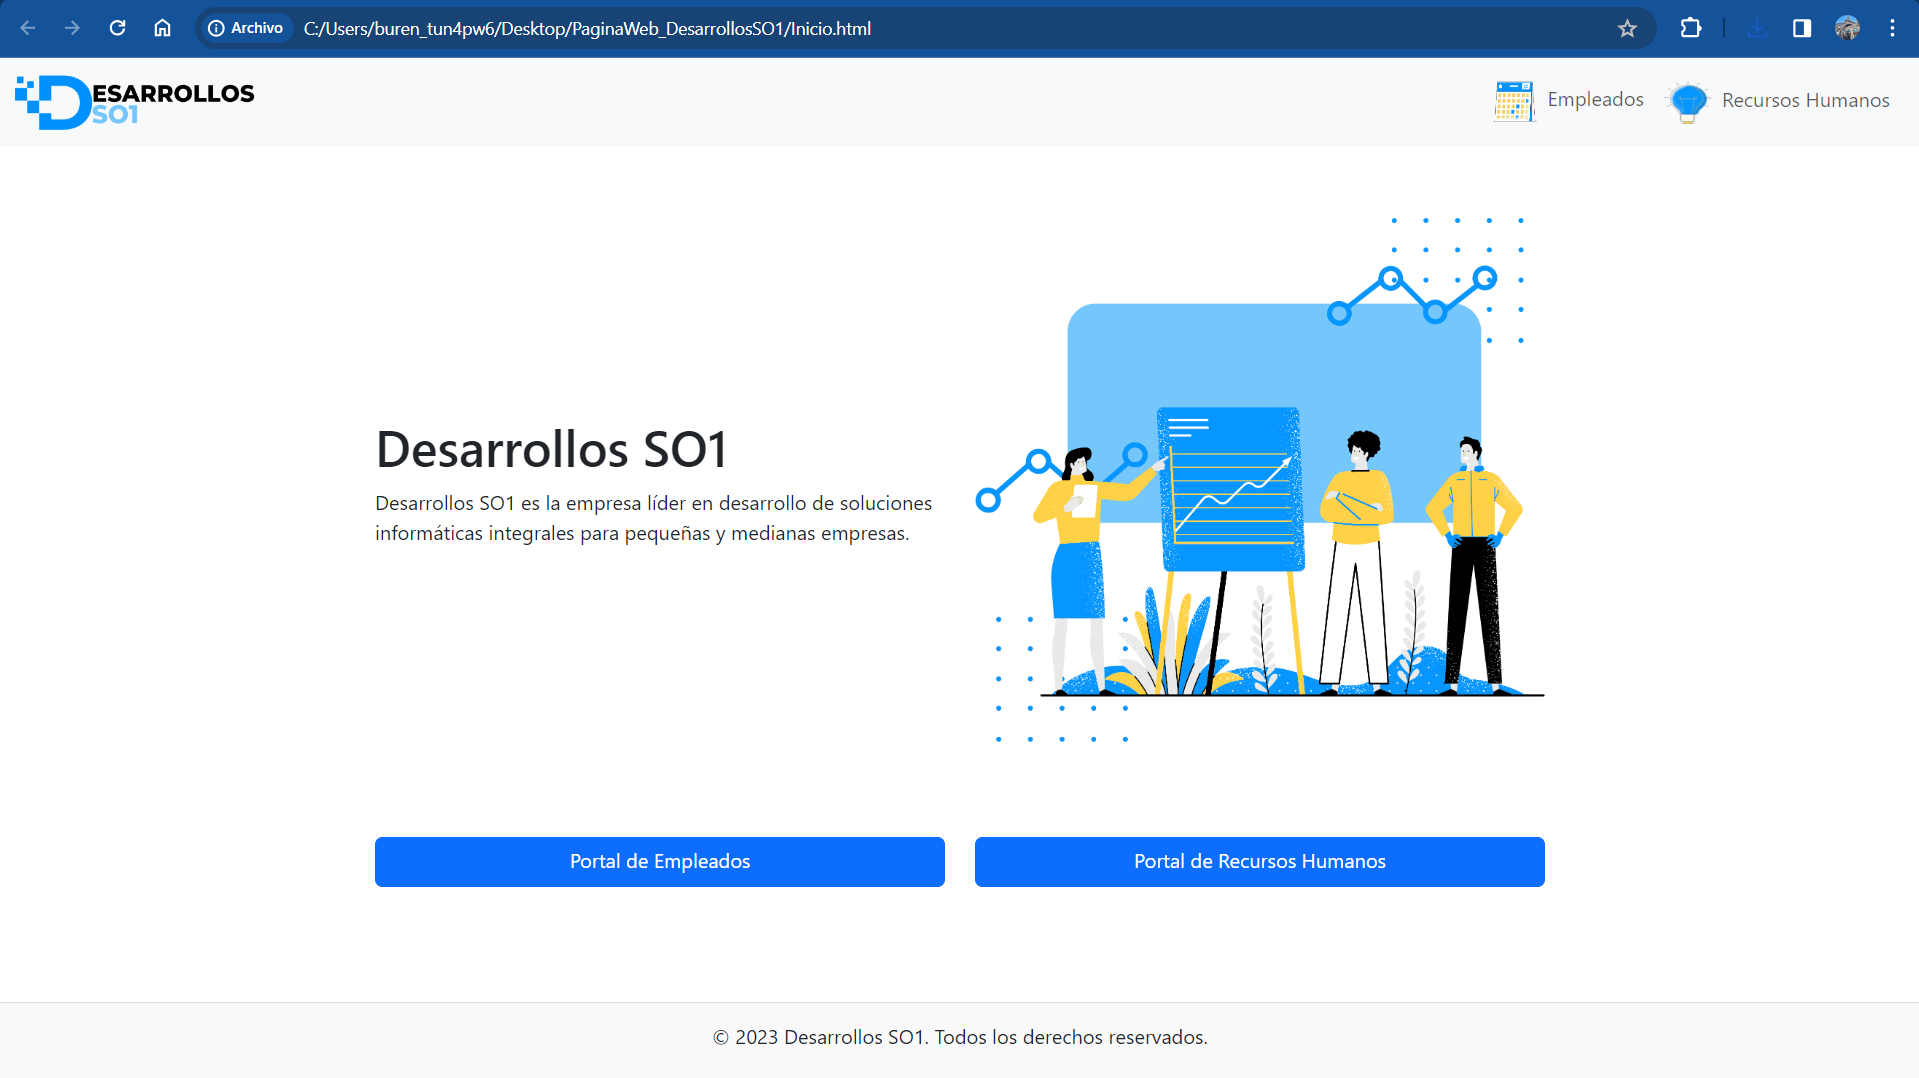 Archivo C:/Users/buren_tun4pw6/Desktop/PaginaWeb_DesarrollosSO1/Inicio.html
DESARROLLOS
SO1
Empleados Recursos Humanos
Desarrollos SO1
Desarrollos SO1 es la empresa líder en desarrollo de soluciones
informáticas integrales para pequeñas y medianas empresas.
Portal de Empleados Portal de Recursos Humanos
© 2023 Desarrollos SO1. Todos los derechos reservados.